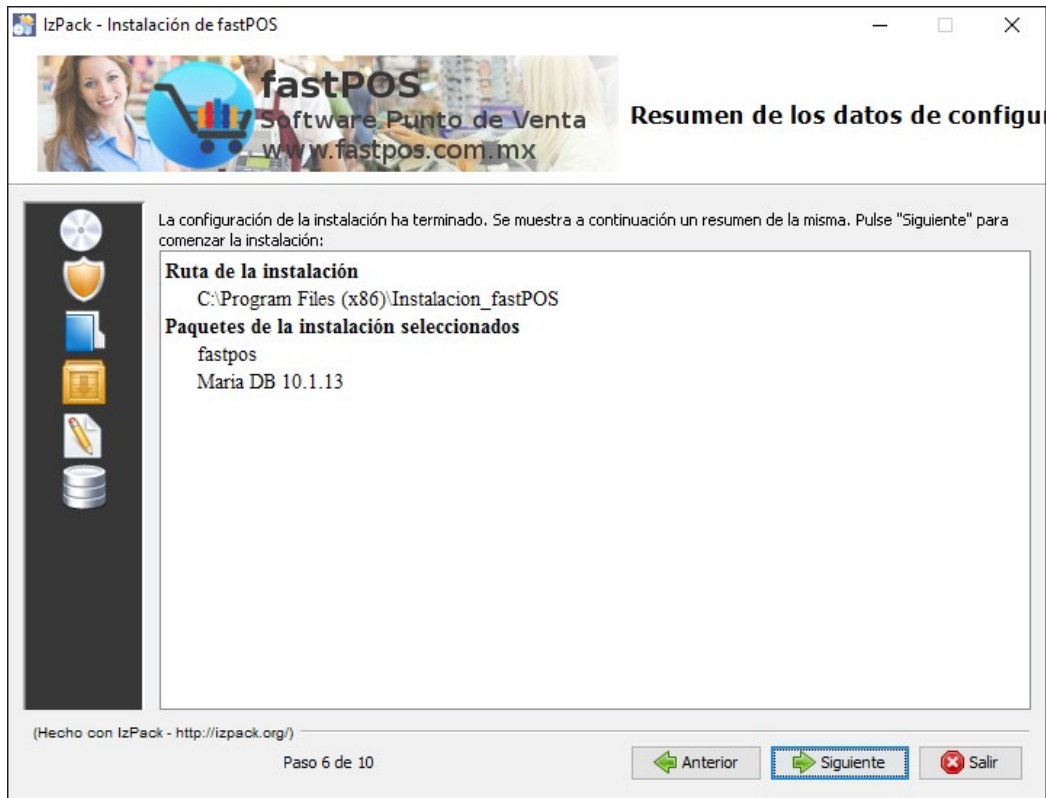 IzPack - Instalación de fastPOS
fastPOS
Software Punto de Venta
www.fastpos.com.mx
Resumen de los datos de configu
La configuración de la instalación ha terminado. Se muestra a continuación un resumen de la misma. Pulse "Siguiente" para
comenzar la instalación:
Ruta de la instalación
C:\Program Files (x86)\Instalacion_fastPOS
Paquetes de la instalación seleccionados
fastpos
Maria DB 10.1.13
(Hecho con IzPack - http://izpack.org/)
Paso 6 de 10
Anterior
Siguiente
Salir